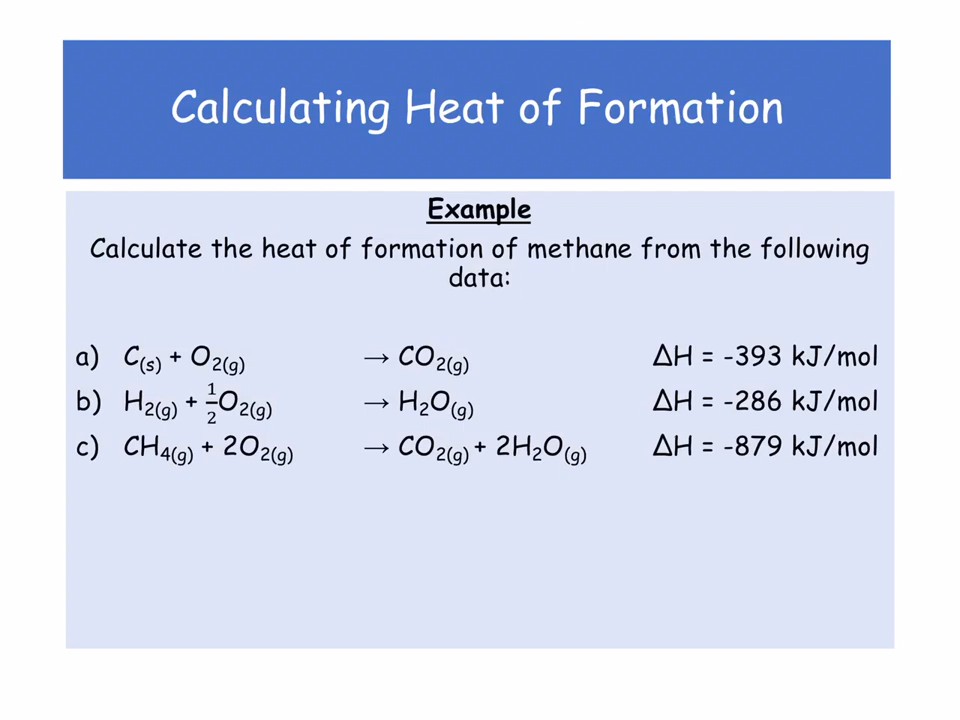 Calculating Heat of Formation
Example
Calculate the heat of formation of methane from the following
data:
a) C(s) + O₂(g) → CO₂(g) ΔH = -393 kJ/mol
b) H₂(g) + ½O₂(g) → H₂O(g) ΔH = -286 kJ/mol
c) CH₄(g) + 2O₂(g) → CO₂(g) + 2H₂O(g) ΔH = -879 kJ/mol